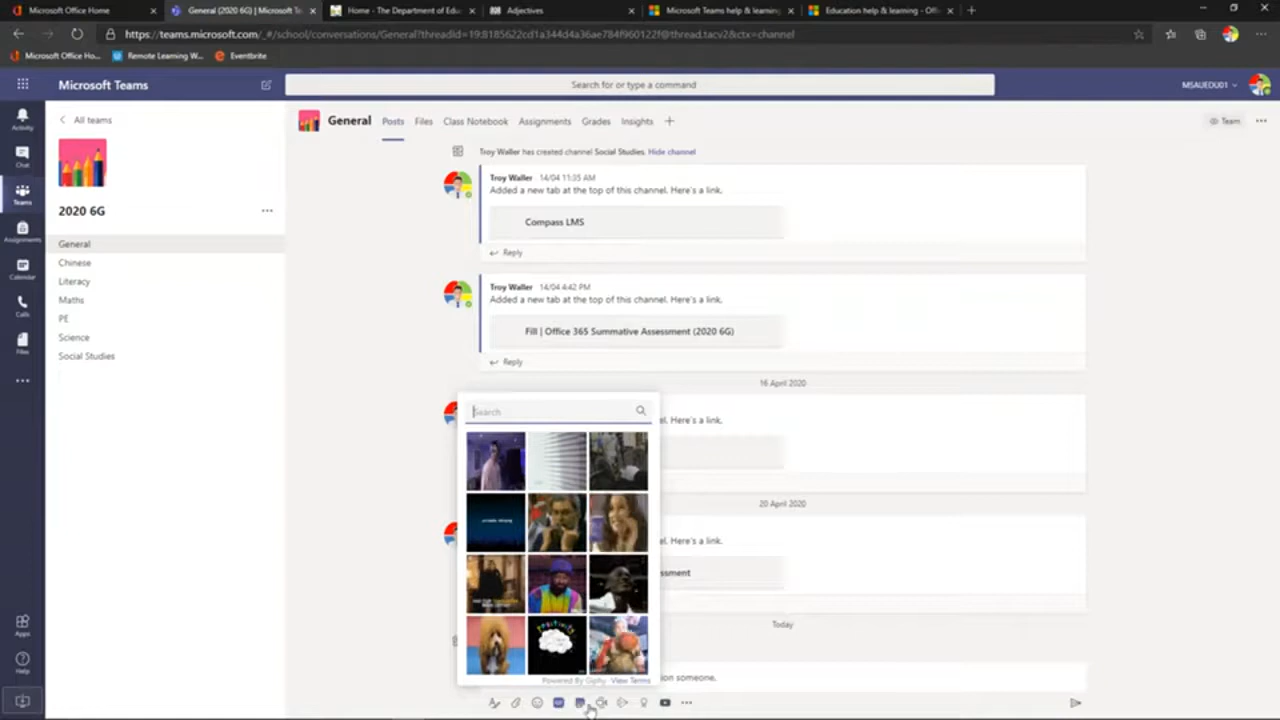 Microsoft Office Home
General (2020 6G) | Microsoft Te
Home - The Department of Edu
Adjectives
Microsoft Teams help & learning
Education help & learning - Offi
https://teams.microsoft.com/_#/school/conversations/General?threadId=19:8185622cd1a344d4a36ae784f960122f@thread.tacv2&ctx=channel
Microsoft Office Ho...
Remote Learning W...
Eventbrite
Microsoft Teams
Search for or type a command
MSAUEDU01
Activity
Chat
Teams
Assignments
Calendar
Calls
Files
Apps
Help
All teams
2020 6G
General
Chinese
Literacy
Maths
PE
Science
Social Studies
General
Posts
Files
Class Notebook
Assignments
Grades
Insights
Team
Troy Waller has created channel Social Studies. Hide channel
Troy Waller 14/04 11:35 AM
Added a new tab at the top of this channel. Here's a link.
Compass LMS
Reply
Troy Waller 14/04 4:42 PM
Added a new tab at the top of this channel. Here's a link.
Fill | Office 365 Summative Assessment (2020 6G)
Reply
16 April 2020
el. Here's a link.
20 April 2020
el. Here's a link.
ssment
Today
ion someone.
Search
positivity
Powered By Giphy View Terms